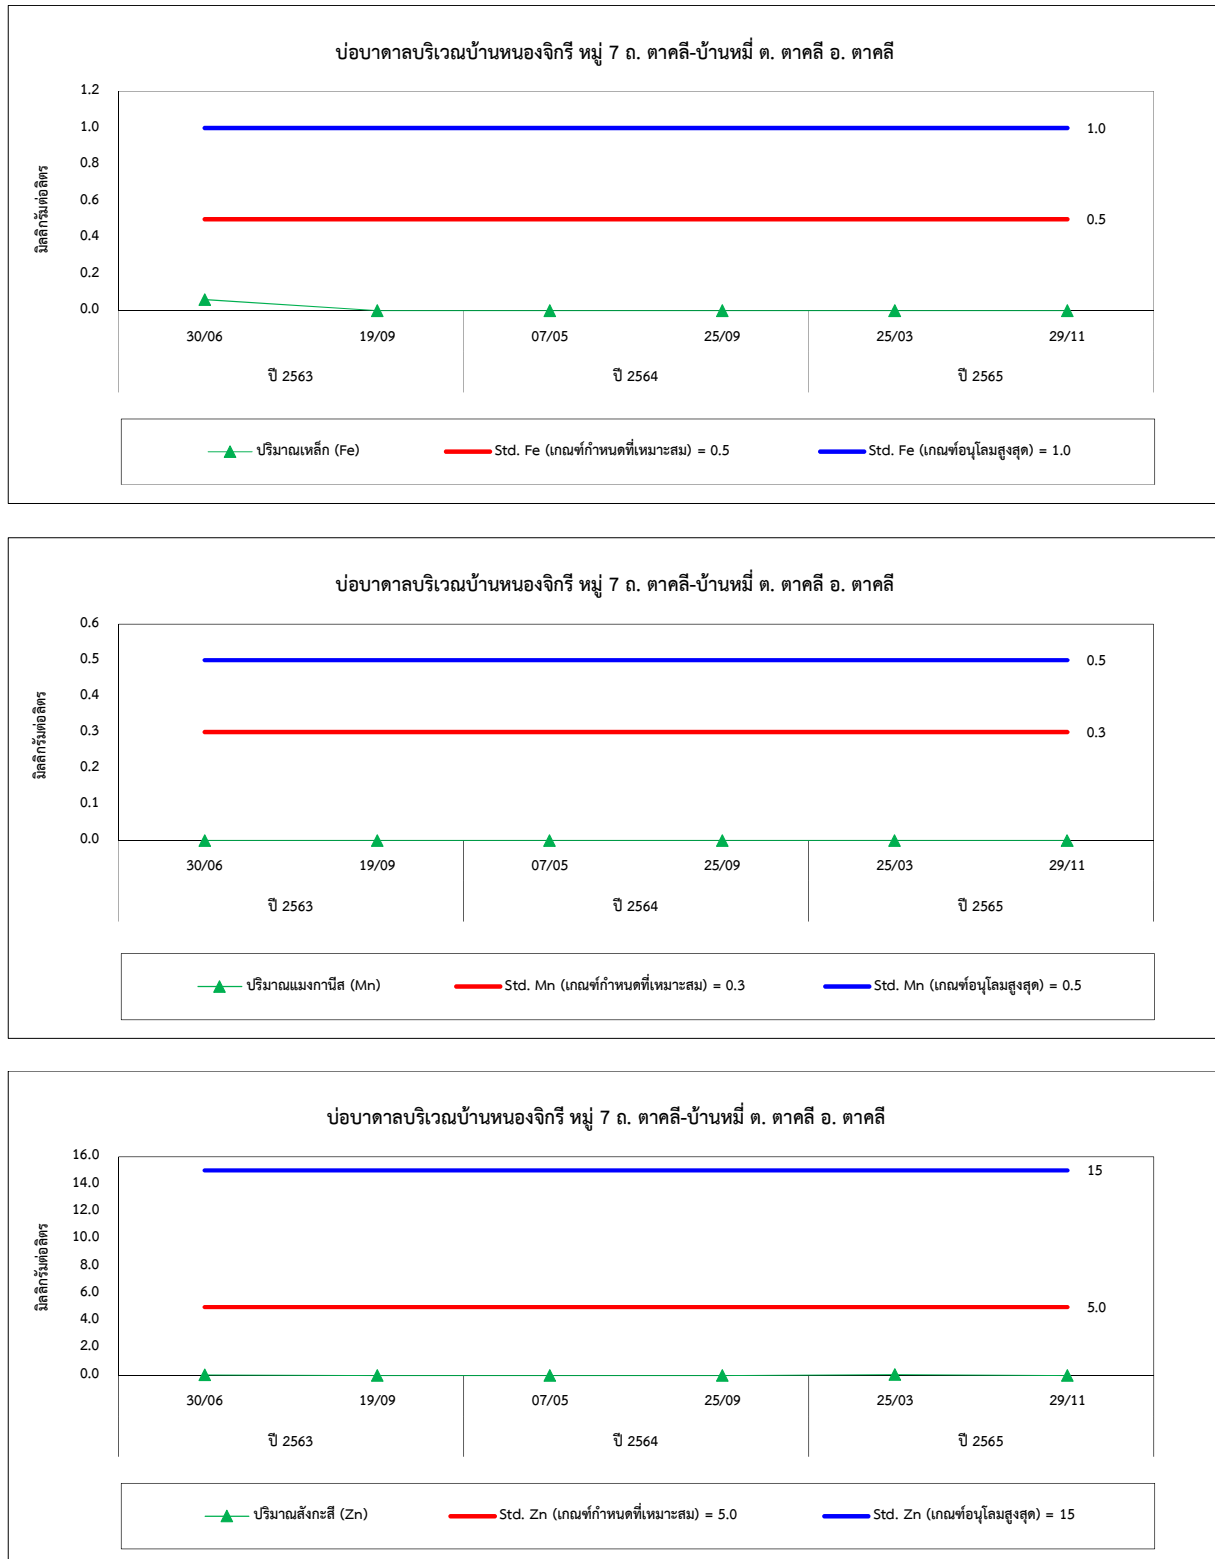 บ่อบาดาลบริเวณบ้านหนองจิกรี หมู่ 7 ถ. ตาคลี-บ้านหมี่ ต. ตาคลี อ. ตาคลี
มิลลิกรัมต่อลิตร
1.2
1.0
0.8
0.6
0.4
0.2
0.0
1.0
0.5
30/06 19/09 07/05 25/09 25/03 29/11
ปี 2563 ปี 2564 ปี 2565
ปริมาณเหล็ก (Fe) Std. Fe (เกณฑ์กำหนดที่เหมาะสม) = 0.5 Std. Fe (เกณฑ์อนุโลมสูงสุด) = 1.0
บ่อบาดาลบริเวณบ้านหนองจิกรี หมู่ 7 ถ. ตาคลี-บ้านหมี่ ต. ตาคลี อ. ตาคลี
มิลลิกรัมต่อลิตร
0.6
0.5
0.4
0.3
0.2
0.1
0.0
0.5
0.3
30/06 19/09 07/05 25/09 25/03 29/11
ปี 2563 ปี 2564 ปี 2565
ปริมาณแมงกานีส (Mn) Std. Mn (เกณฑ์กำหนดที่เหมาะสม) = 0.3 Std. Mn (เกณฑ์อนุโลมสูงสุด) = 0.5
บ่อบาดาลบริเวณบ้านหนองจิกรี หมู่ 7 ถ. ตาคลี-บ้านหมี่ ต. ตาคลี อ. ตาคลี
มิลลิกรัมต่อลิตร
16.0
14.0
12.0
10.0
8.0
6.0
4.0
2.0
0.0
15
5.0
30/06 19/09 07/05 25/09 25/03 29/11
ปี 2563 ปี 2564 ปี 2565
ปริมาณสังกะสี (Zn) Std. Zn (เกณฑ์กำหนดที่เหมาะสม) = 5.0 Std. Zn (เกณฑ์อนุโลมสูงสุด) = 15